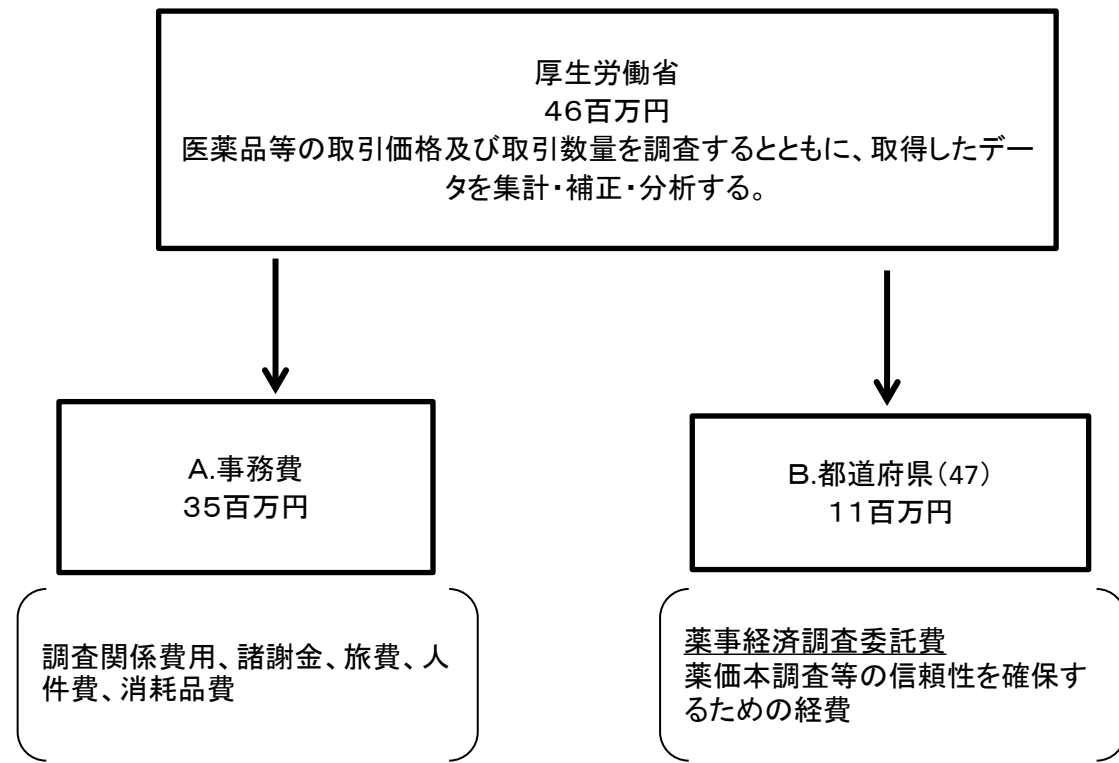 厚生労働省
４６百万円
医薬品等の取引価格及び取引数量を調査するとともに、取得したデー
タを集計・補正・分析する。
Ａ.事務費
３５百万円
Ｂ.都道府県（47）
１１百万円
調査関係費用、諸謝金、旅費、人
件費、消耗品費
薬事経済調査委託費
薬価本調査等の信頼性を確保す
るための経費